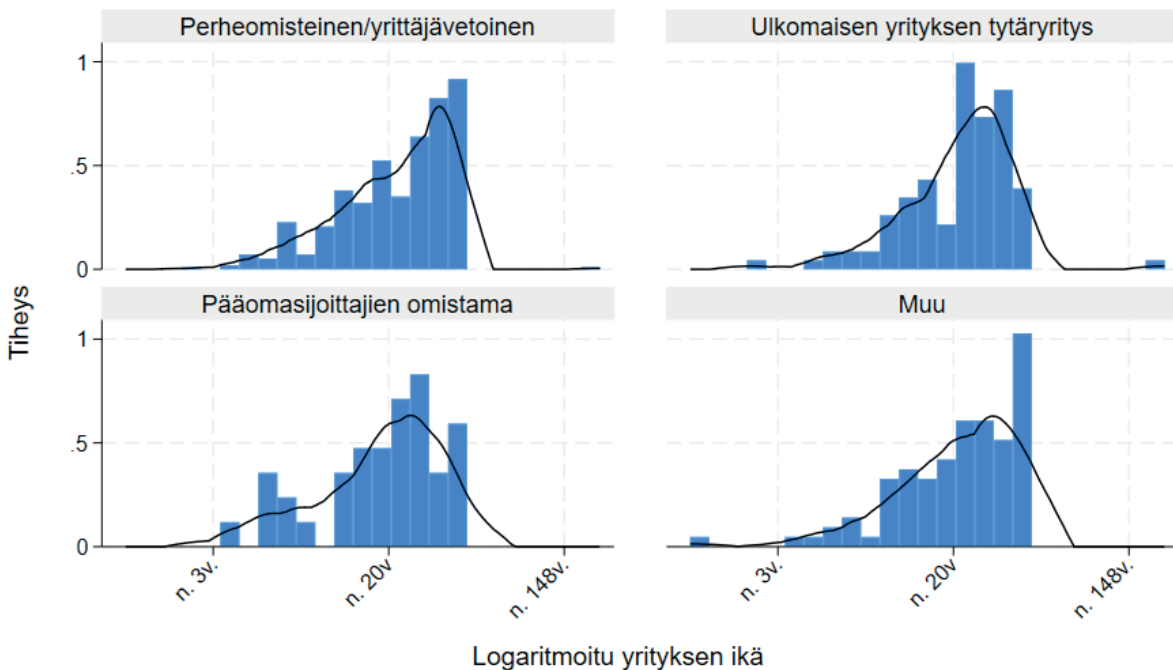 Perheomisteinen/yrittäjävetoinen
Ulkomaisen yrityksen tytäryritys
1
.5
0
Pääomasijoittajien omistama
Muu
1
.5
0
Tiheys
n. 3v.
n. 20v
n. 148v.
n. 3v.
n. 20v
n. 148v.
Logaritmoitu yrityksen ikä